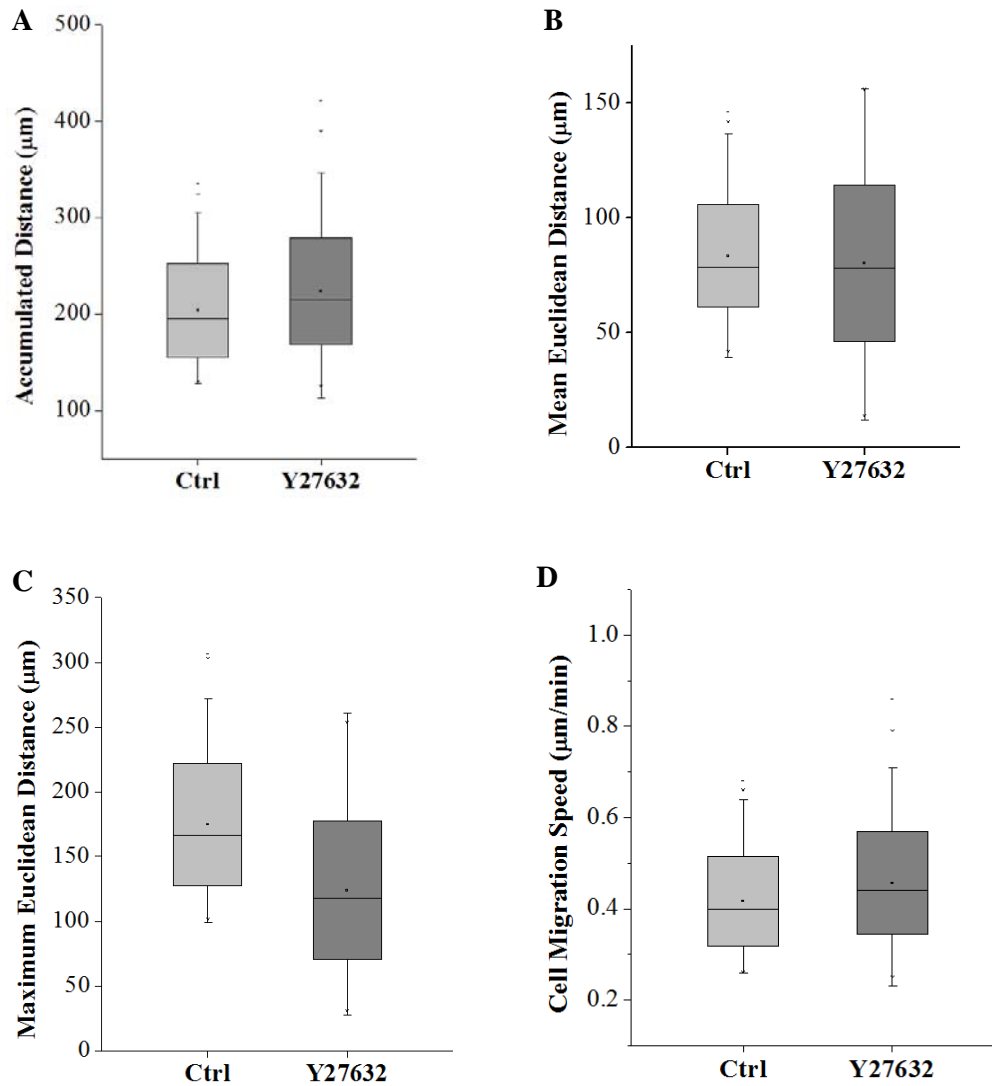 A
Accumulated Distance (μm)
500
400
300
200
100
Ctrl
Y27632
B
Mean Euclidean Distance (μm)
150
100
50
0
Ctrl
Y27632
C
Maximum Euclidean Distance (μm)
350
300
250
200
150
100
50
0
Ctrl
Y27632
D
Cell Migration Speed (μm/min)
1.0
0.8
0.6
0.4
0.2
Ctrl
Y27632